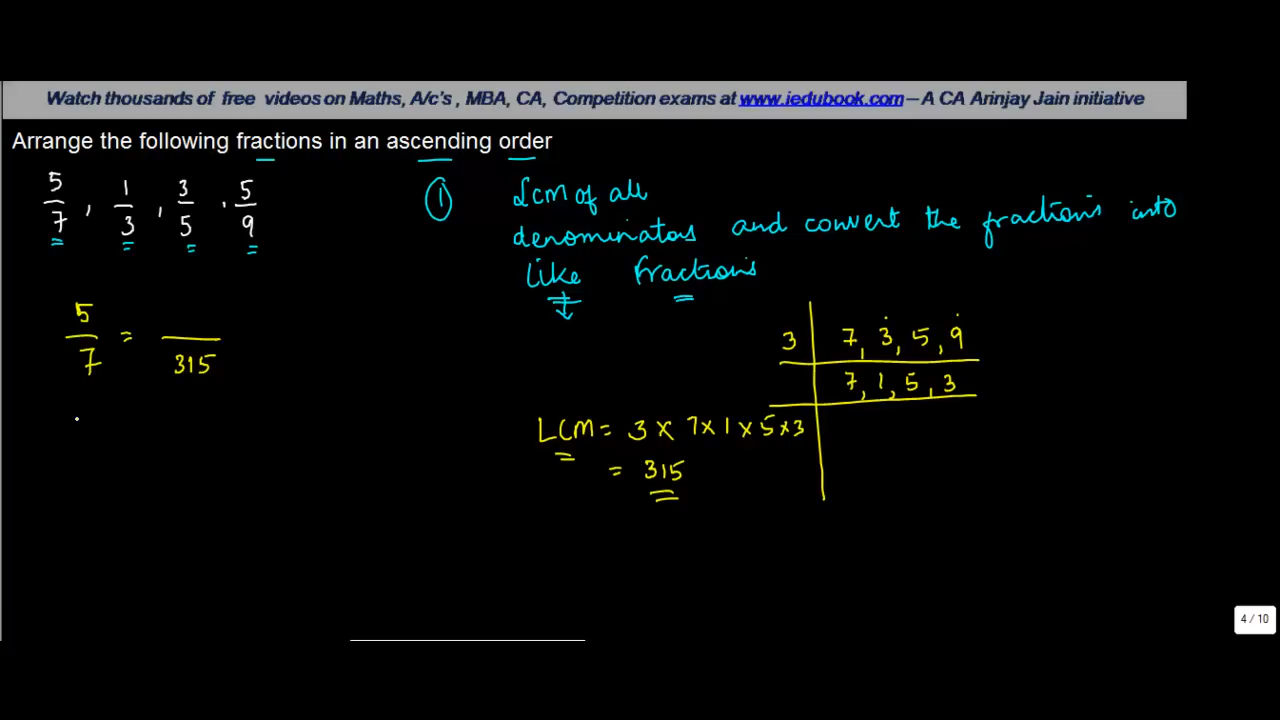 Watch thousands of free videos on Maths, A/c's , MBA, CA, Competition exams at www.iedubook.com – A CA Arinjay Jain initiative
Arrange the following fractions in an ascending order
5/7 , 1/3 , 3/5 , 5/9
① LCM of all
denominators and convert the fractions into
like fractions
5/7 = /315
3 | 7, 3, 5, 9
7, 1, 5, 3
LCM = 3 × 7 × 1 × 5 × 3
= 315
4 / 10